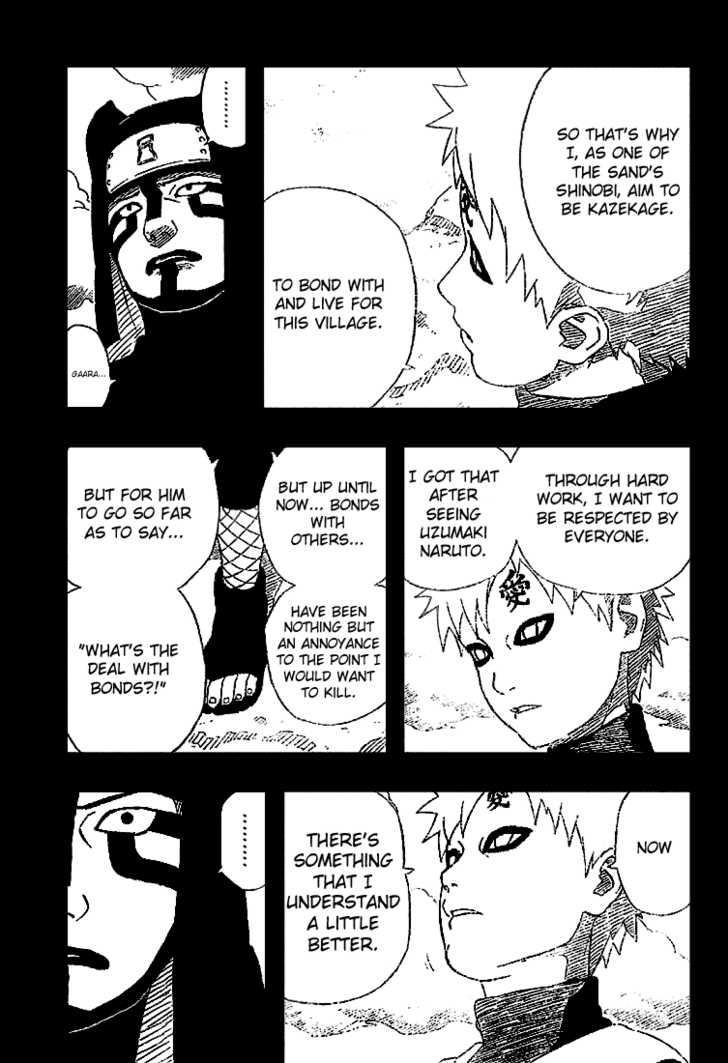 SO THAT'S WHY
I, AS ONE OF
THE SAND'S
SHINOBI, AIM TO
BE KAZEKAGE.
TO BOND WITH
AND LIVE FOR
THIS VILLAGE.
.........
GAARA...
THROUGH HARD
WORK, I WANT TO
BE RESPECTED BY
EVERYONE.
I GOT THAT
AFTER
SEEING
UZUMAKI
NARUTO.
愛
BUT UP UNTIL
NOW... BONDS
WITH
OTHERS...
HAVE BEEN
NOTHING BUT
AN ANNOYANCE
TO THE POINT I
WOULD WANT
TO KILL.
BUT FOR HIM
TO GO SO FAR
AS TO SAY...
"WHAT'S THE
DEAL WITH
BONDS?!"
NOW
THERE'S
SOMETHING
THAT I
UNDERSTAND
A LITTLE
BETTER.
.........